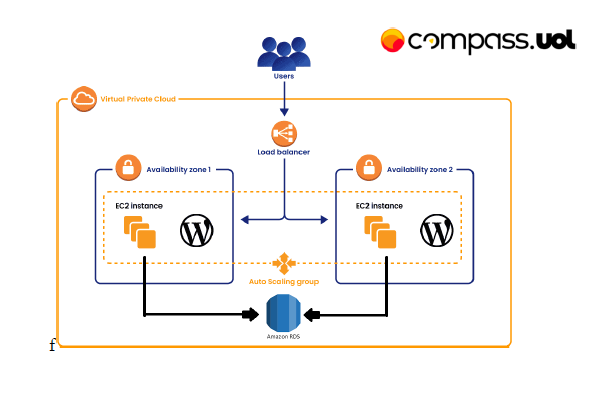 compass.uol
Users
Virtual Private Cloud
Load balancer
Availability zone 1
Availability zone 2
EC2 instance
EC2 instance
Auto Scaling group
Amazon RDS
f